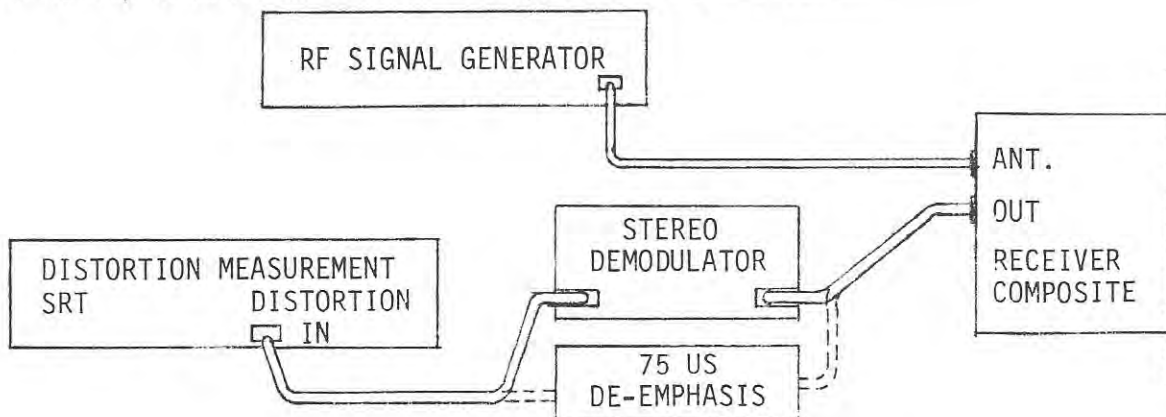 RF SIGNAL GENERATOR
ANT.
OUT
RECEIVER
COMPOSITE
STEREO
DEMODULATOR
DISTORTION MEASUREMENT
SRT DISTORTION
IN
75 US
DE-EMPHASIS